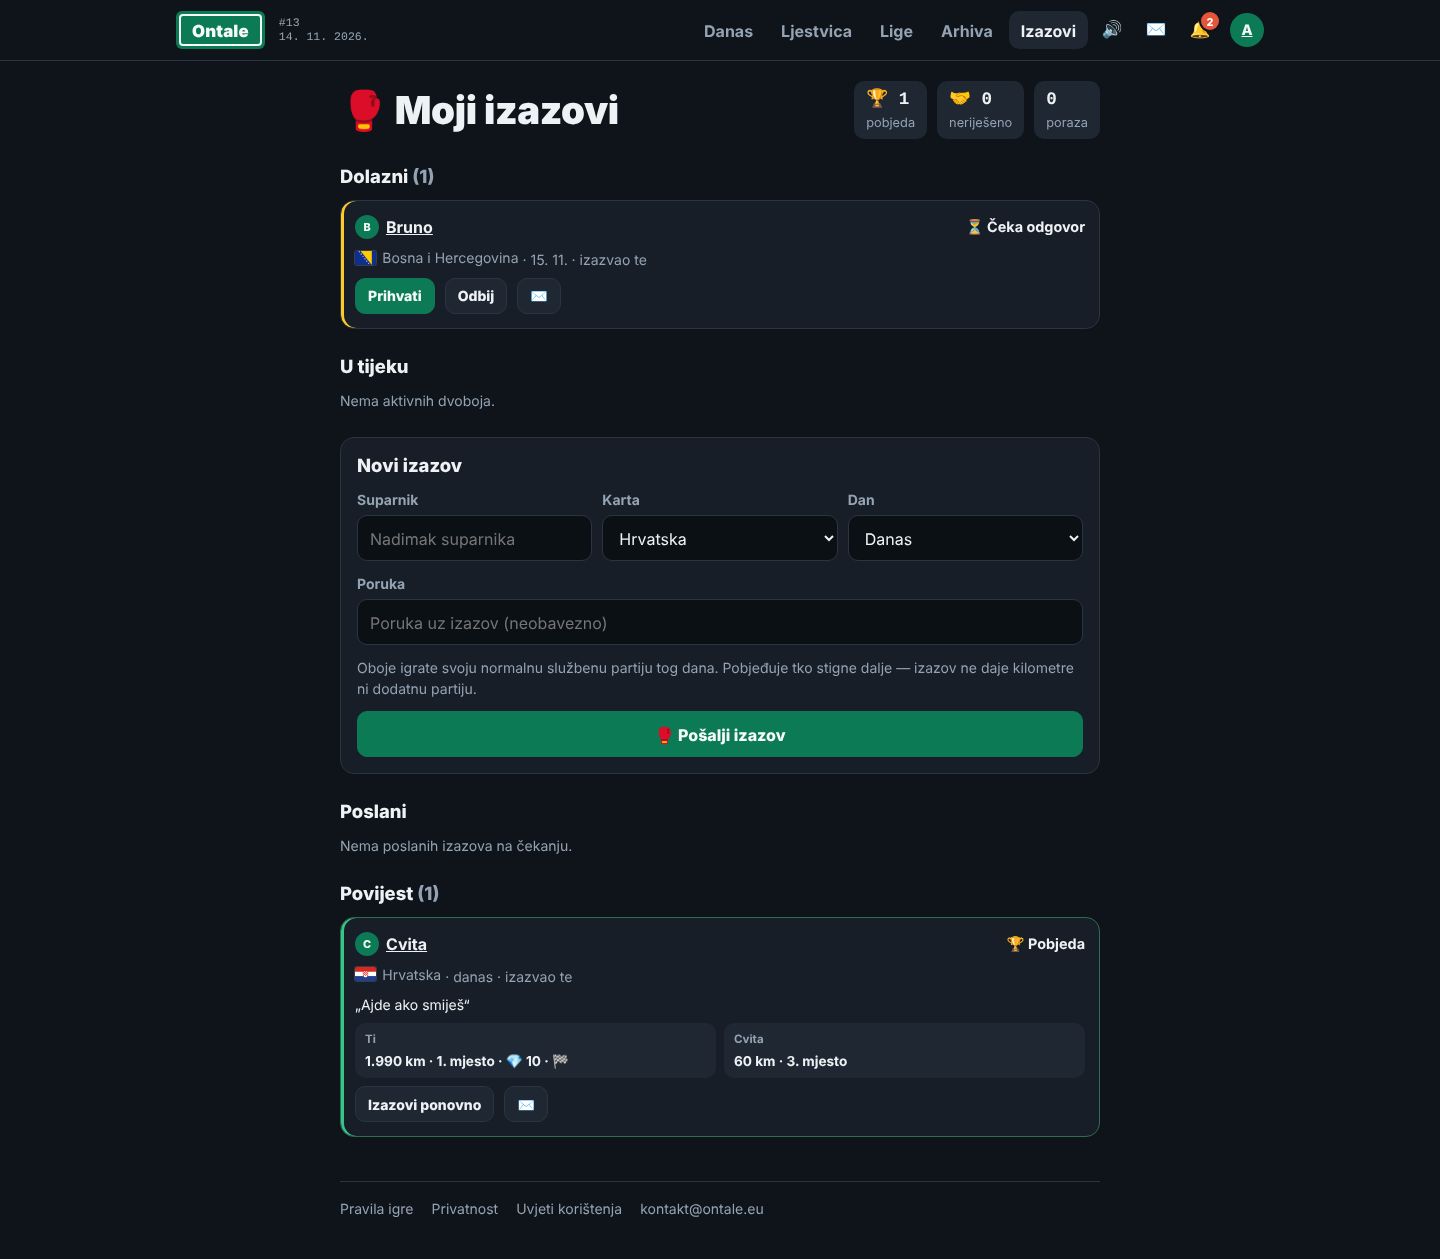 Ontale
#13
14. 11. 2026.
Danas
Ljestvica
Lige
Arhiva
Izazovi
2
A
Moji izazovi
1
pobjeda
0
neriješeno
0
poraza
Dolazni (1)
B Bruno
Čeka odgovor
Bosna i Hercegovina · 15. 11. · izazvao te
Prihvati
Odbij
U tijeku
Nema aktivnih dvoboja.
Novi izazov
Suparnik
Karta
Dan
Nadimak suparnika
Hrvatska
Danas
Poruka
Poruka uz izazov (neobavezno)
Oboje igrate svoju normalnu službenu partiju tog dana. Pobjeđuje tko stigne dalje — izazov ne daje kilometre
ni dodatnu partiju.
Pošalji izazov
Poslani
Nema poslanih izazova na čekanju.
Povijest (1)
C Cvita
Pobjeda
Hrvatska · danas · izazvao te
„Ajde ako smiješ“
Ti
1.990 km · 1. mjesto · 💎 10 · 🏁
Cvita
60 km · 3. mjesto
Izazovi ponovno
Pravila igre
Privatnost
Uvjeti korištenja
kontakt@ontale.eu